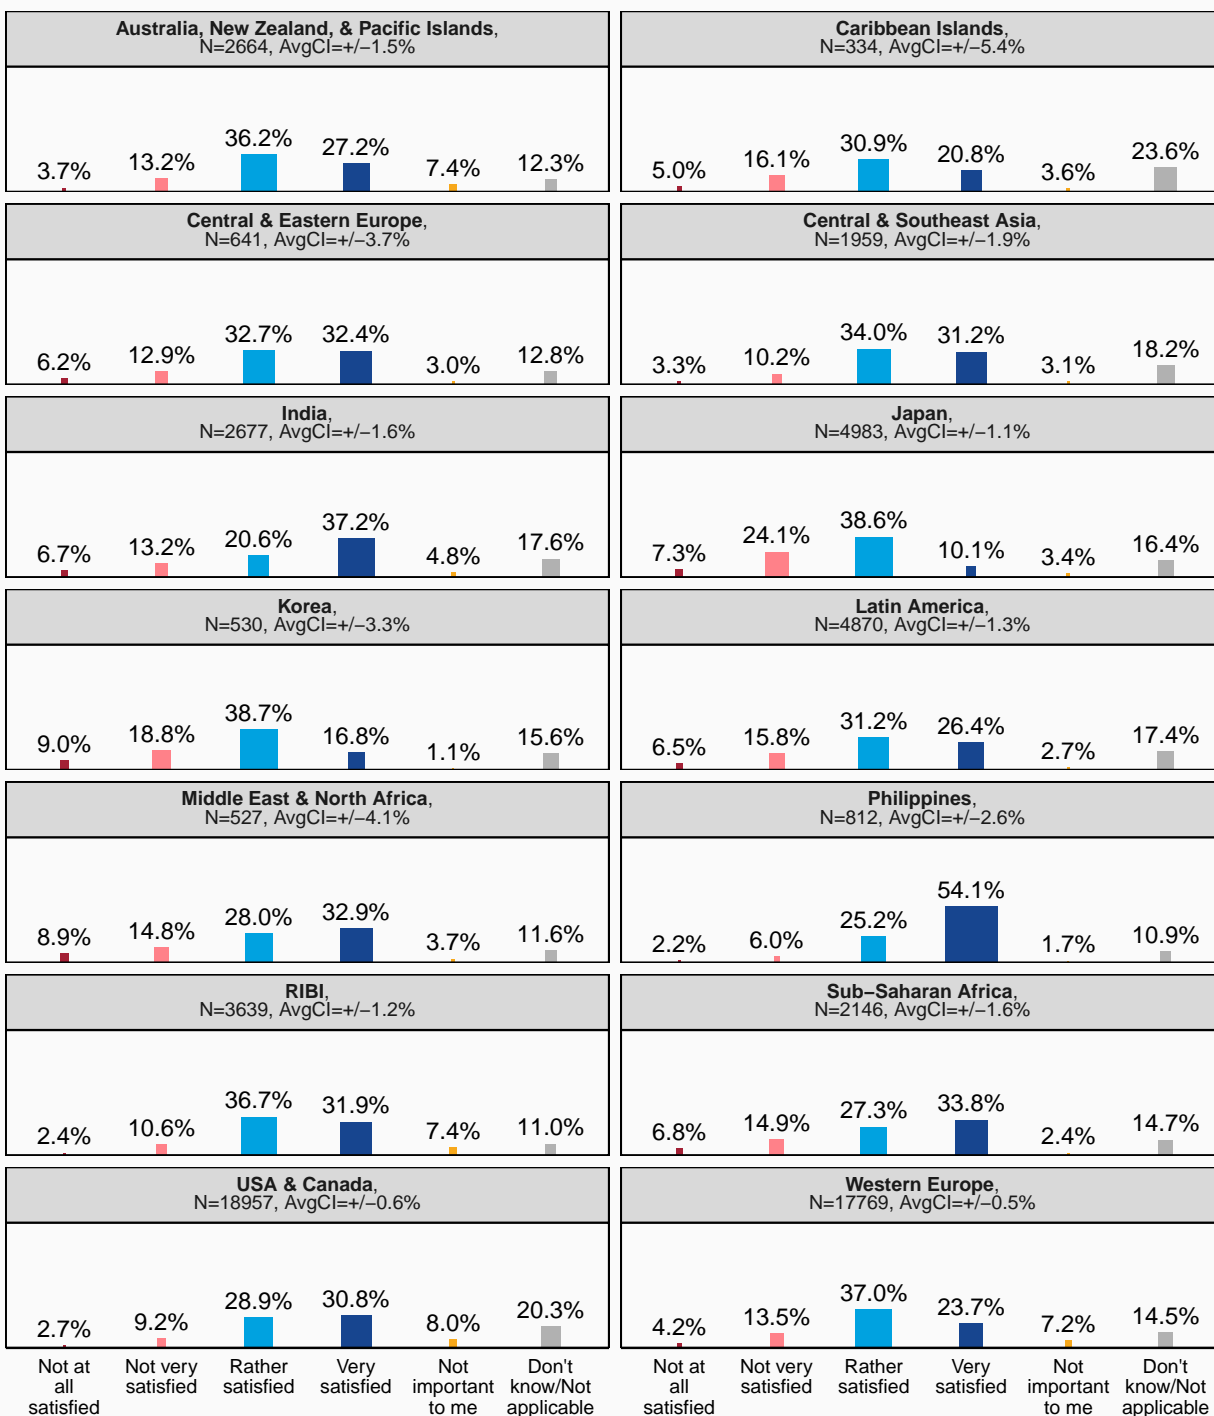 Australia, New Zealand, & Pacific Islands,
N=2664, AvgCI=+/−1.5%
3.7% 13.2% 36.2% 27.2% 7.4% 12.3%
Caribbean Islands,
N=334, AvgCI=+/−5.4%
5.0% 16.1% 30.9% 20.8% 3.6% 23.6%
Central & Eastern Europe,
N=641, AvgCI=+/−3.7%
6.2% 12.9% 32.7% 32.4% 3.0% 12.8%
Central & Southeast Asia,
N=1959, AvgCI=+/−1.9%
3.3% 10.2% 34.0% 31.2% 3.1% 18.2%
India,
N=2677, AvgCI=+/−1.6%
6.7% 13.2% 20.6% 37.2% 4.8% 17.6%
Japan,
N=4983, AvgCI=+/−1.1%
7.3% 24.1% 38.6% 10.1% 3.4% 16.4%
Korea,
N=530, AvgCI=+/−3.3%
9.0% 18.8% 38.7% 16.8% 1.1% 15.6%
Latin America,
N=4870, AvgCI=+/−1.3%
6.5% 15.8% 31.2% 26.4% 2.7% 17.4%
Middle East & North Africa,
N=527, AvgCI=+/−4.1%
8.9% 14.8% 28.0% 32.9% 3.7% 11.6%
Philippines,
N=812, AvgCI=+/−2.6%
2.2% 6.0% 25.2% 54.1% 1.7% 10.9%
RIBI,
N=3639, AvgCI=+/−1.2%
2.4% 10.6% 36.7% 31.9% 7.4% 11.0%
Sub−Saharan Africa,
N=2146, AvgCI=+/−1.6%
6.8% 14.9% 27.3% 33.8% 2.4% 14.7%
USA & Canada,
N=18957, AvgCI=+/−0.6%
2.7% 9.2% 28.9% 30.8% 8.0% 20.3%
Western Europe,
N=17769, AvgCI=+/−0.5%
4.2% 13.5% 37.0% 23.7% 7.2% 14.5%
Not at
all
satisfied
Not very
satisfied
Rather
satisfied
Very
satisfied
Not
important
to me
Don't
know/Not
applicable
Not at
all
satisfied
Not very
satisfied
Rather
satisfied
Very
satisfied
Not
important
to me
Don't
know/Not
applicable